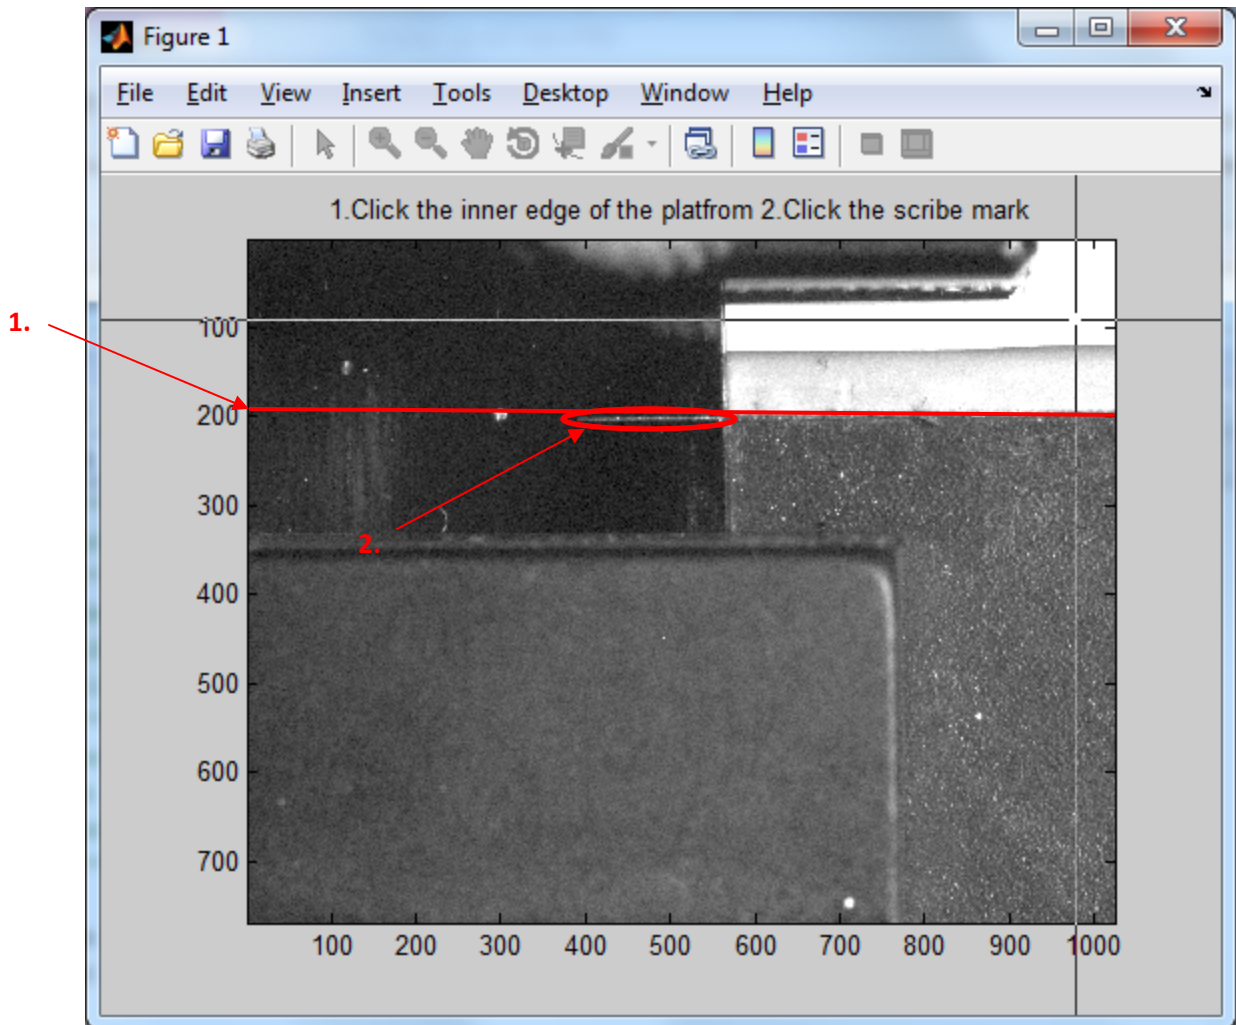 Figure 1
File Edit View Insert Tools Desktop Window Help
1.Click the inner edge of the platfrom 2.Click the scribe mark
1.
100
200
300
2.
400
500
600
700
100 200 300 400 500 600 700 800 900 1000